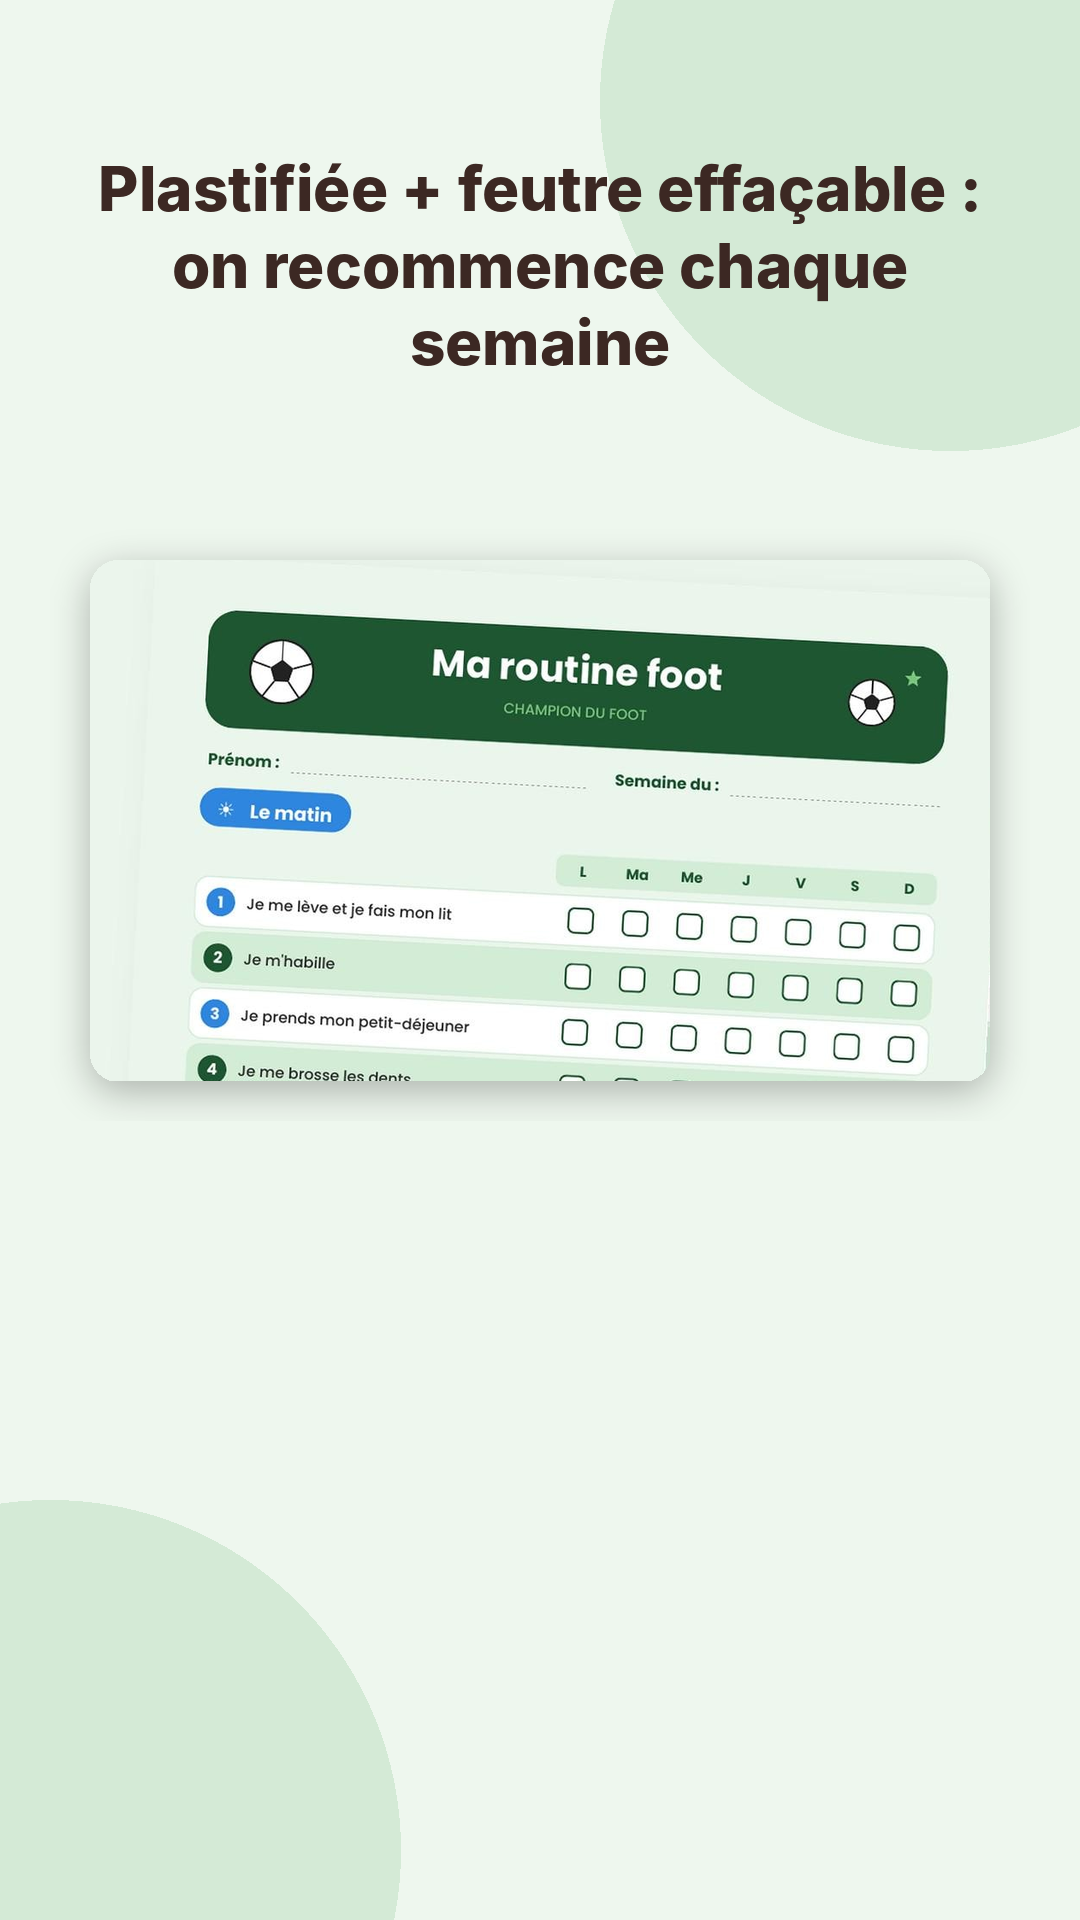 Plastifiée + feutre effaçable :
on recommence chaque
semaine
Ma routine foot
CHAMPION DU FOOT
Prénom : Semaine du :
Le matin
L Ma Me J V S D
1 Je me lève et je fais mon lit
2 Je m'habille
3 Je prends mon petit-déjeuner
4 Je me brosse les dents